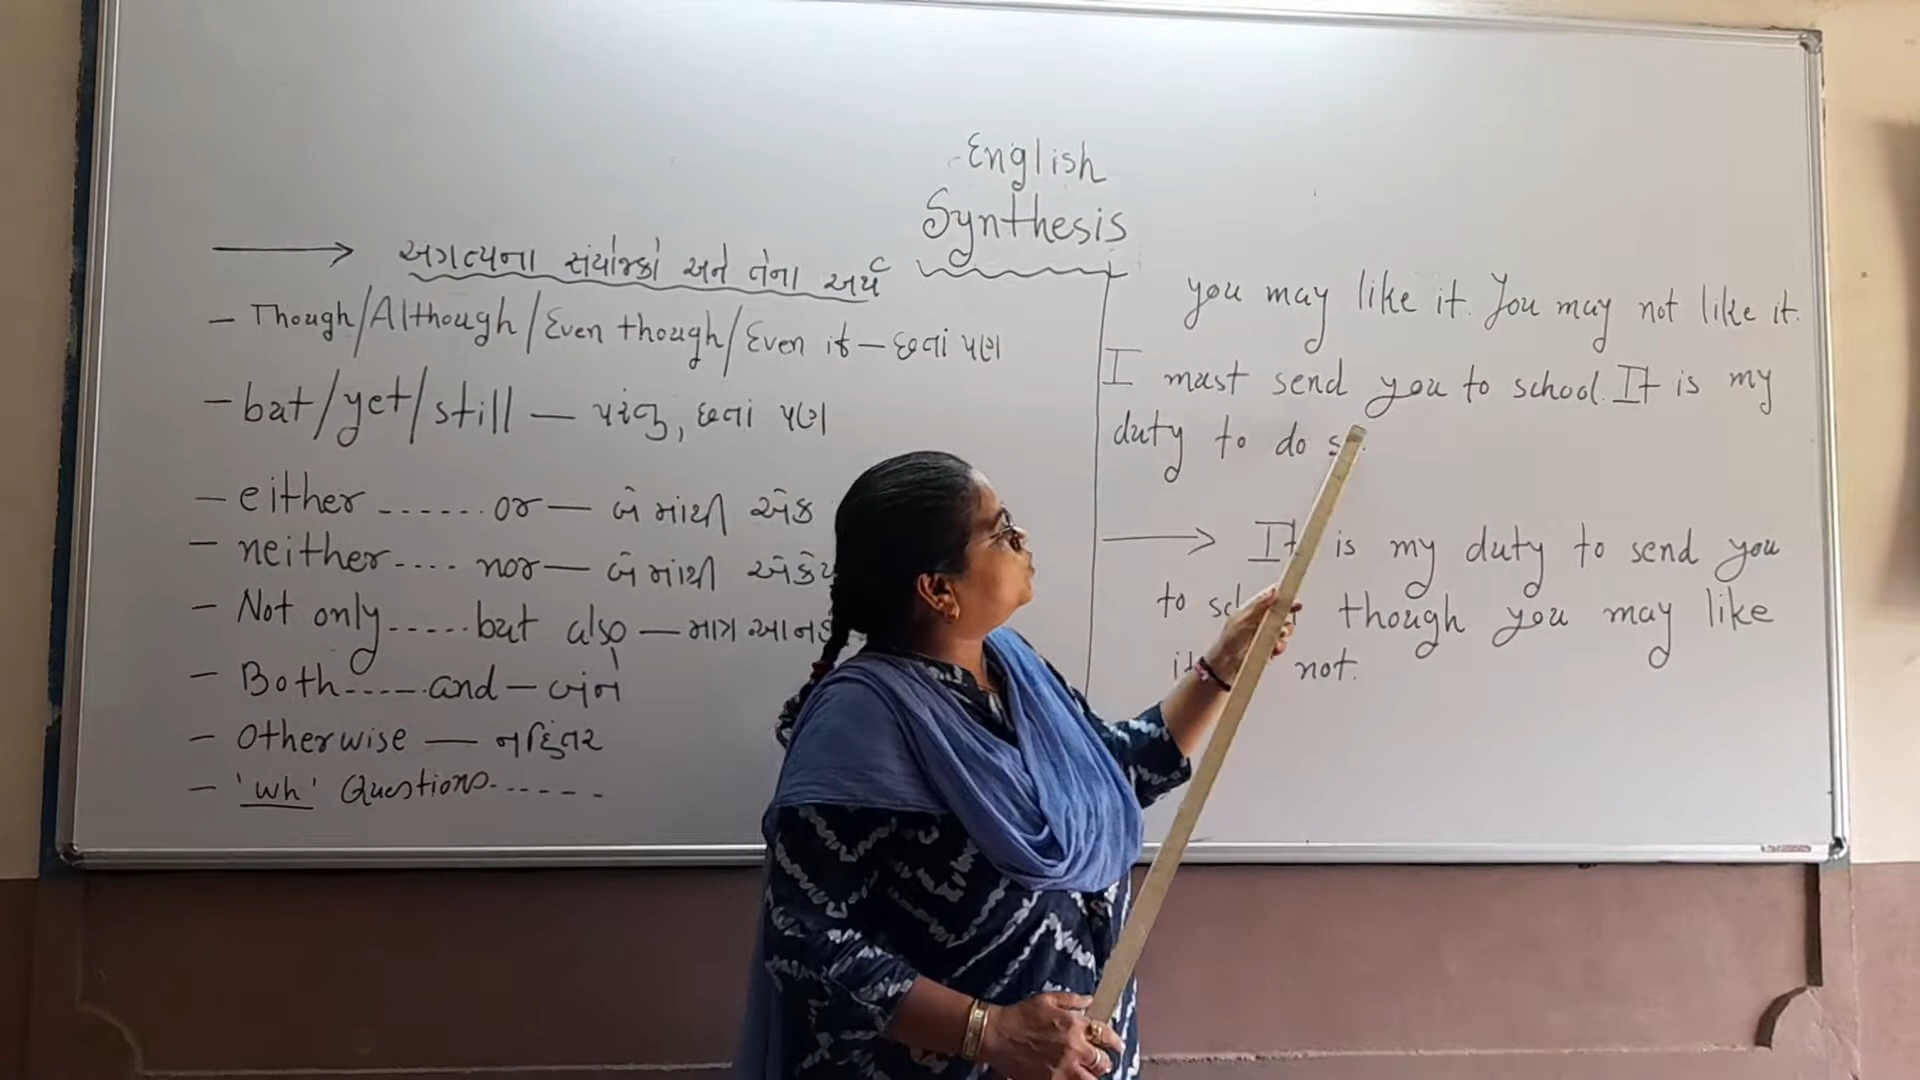 English
Synthesis
અગત્યના સંયોજકો અને તેના અર્થ
- Though/Although/Even though/Even if - છતાં પણ
- but/yet/still - પરંતુ, છતાં પણ
- either ...... or - બે માંથી એક
- neither .... nor - બે માંથી
- Not only ..... but also - માત્ર આ
- Both ..... and - બંને
- Otherwise - નહિતર
- 'wh' Questions ......
you may like it. You may not like it.
I must send you to school. It is my
duty to do
It is my duty to send you
to though you may like
it not.